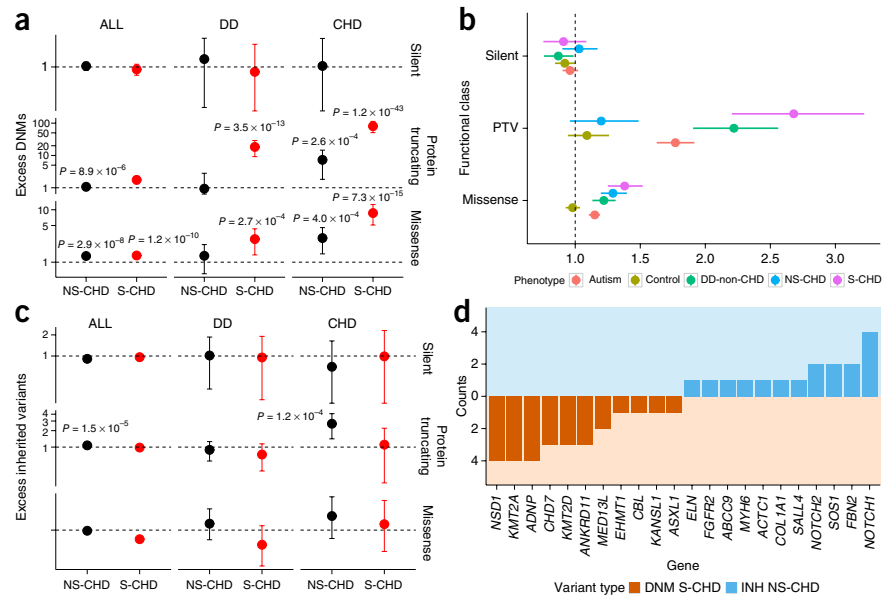 a
ALL DD CHD
Excess DNMs
1
Silent
100
50
20
10
5
1
P = 8.9 × 10⁻⁶
P = 3.5 × 10⁻¹³
P = 2.6 × 10⁻⁴
P = 1.2 × 10⁻⁴³
Protein truncating
10
5
1
P = 2.9 × 10⁻⁸
P = 1.2 × 10⁻¹⁰
P = 2.7 × 10⁻⁴
P = 4.0 × 10⁻⁴
P = 7.3 × 10⁻¹⁵
Missense
NS-CHD S-CHD NS-CHD S-CHD NS-CHD S-CHD
b
Functional class
Silent
PTV
Missense
1.0 1.5 2.0 2.5 3.0
Phenotype Autism Control DD-non-CHD NS-CHD S-CHD
c
ALL DD CHD
Excess inherited variants
2
1
Silent
4
3
2
1
P = 1.5 × 10⁻⁵
P = 1.2 × 10⁻⁴
Protein truncating
Missense
NS-CHD S-CHD NS-CHD S-CHD NS-CHD S-CHD
d
Counts
4
2
0
2
4
NSD1
KMT2A
ADNP
CHD7
KMT2D
ANKRD11
MED13L
EHMT1
CBL
KANSL1
ASXL1
ELN
FGFR2
ABCC9
MYH6
ACTC1
COL1A1
SALL4
NOTCH2
SOS1
FBN2
NOTCH1
Gene
Variant type DNM S-CHD INH NS-CHD